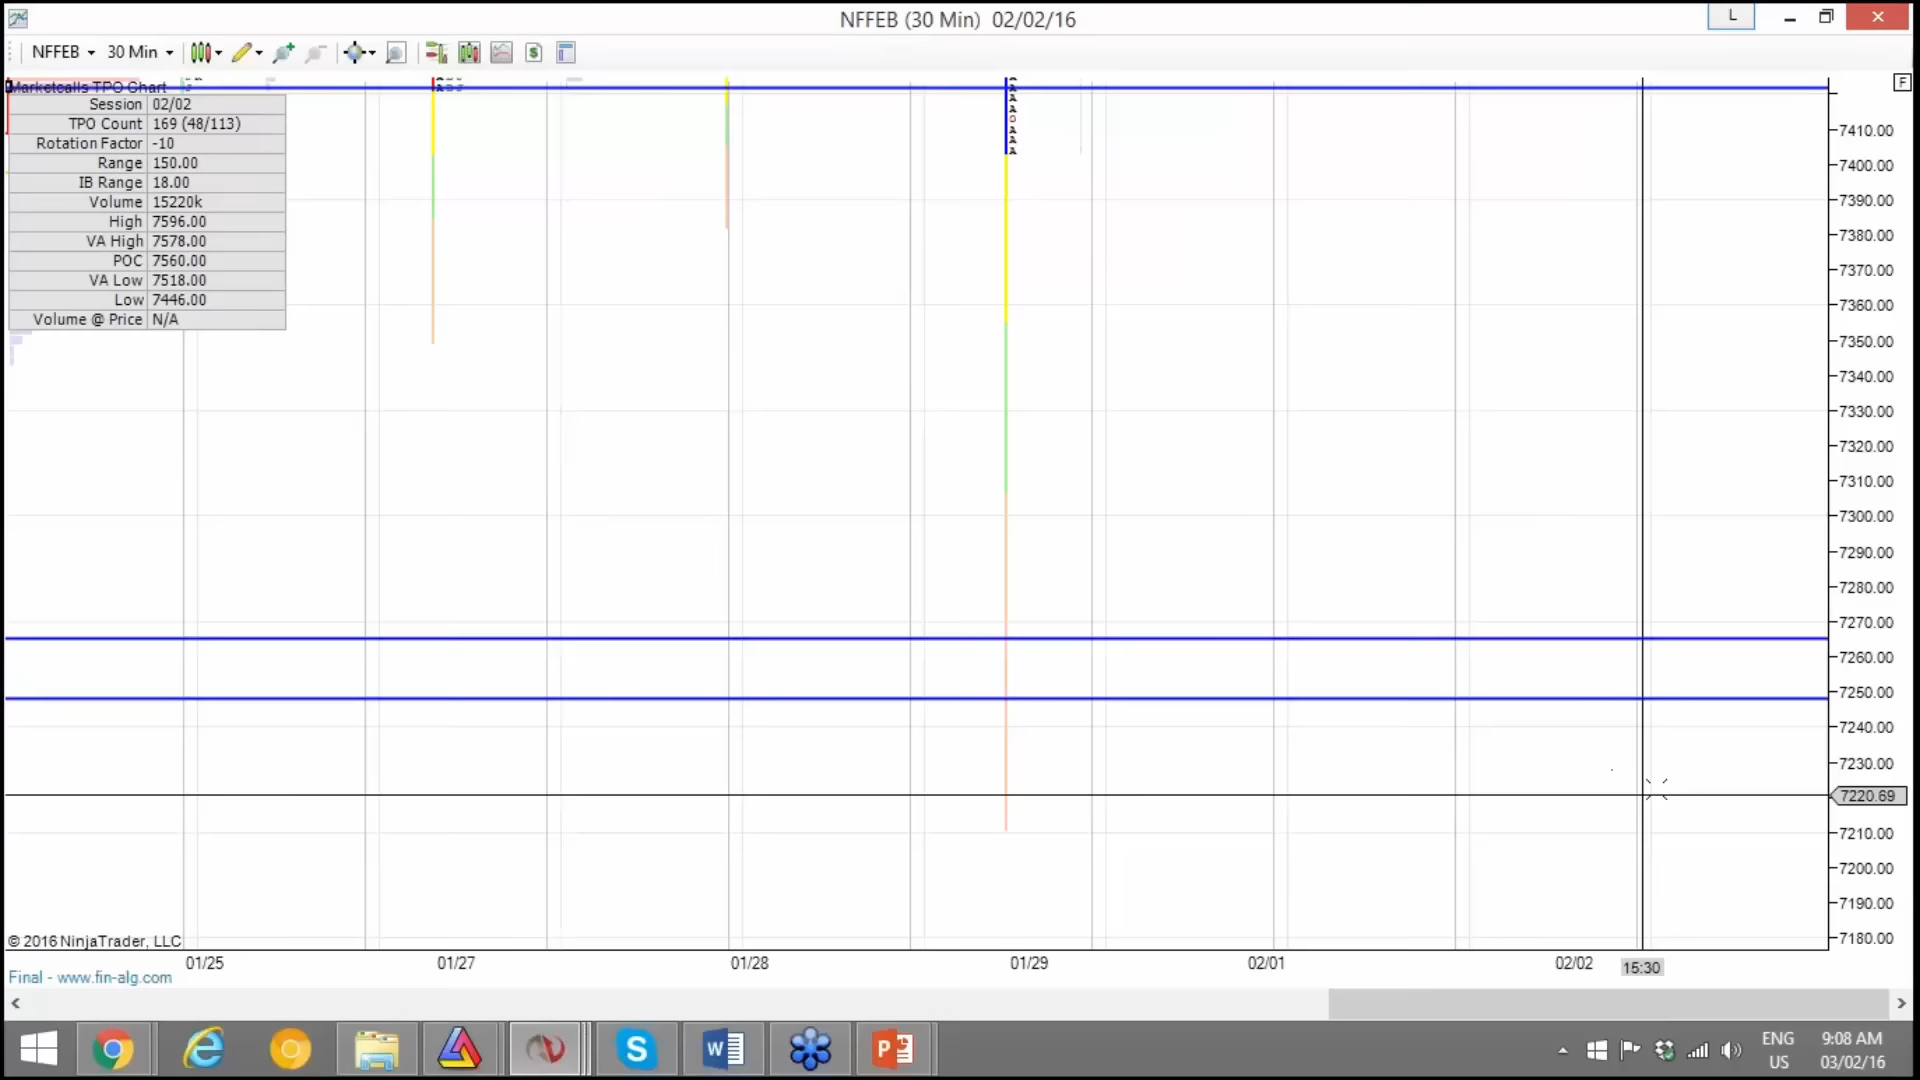 NFFEB (30 Min) 02/02/16
L
NFFEB 30 Min
F
Marketcalls TPO Chart
Session 02/02
TPO Count 169 (48/113)
Rotation Factor -10
Range 150.00
IB Range 18.00
Volume 15220k
High 7596.00
VA High 7578.00
POC 7560.00
VA Low 7518.00
Low 7446.00
Volume @ Price N/A
7410.00
7400.00
7390.00
7380.00
7370.00
7360.00
7350.00
7340.00
7330.00
7320.00
7310.00
7300.00
7290.00
7280.00
7270.00
7260.00
7250.00
7240.00
7230.00
7220.69
7210.00
7200.00
7190.00
7180.00
© 2016 NinjaTrader, LLC
01/25 01/27 01/28 01/29 02/01 02/02 15:30
Final - www.fin-alg.com
ENG 9:08 AM
US 03/02/16